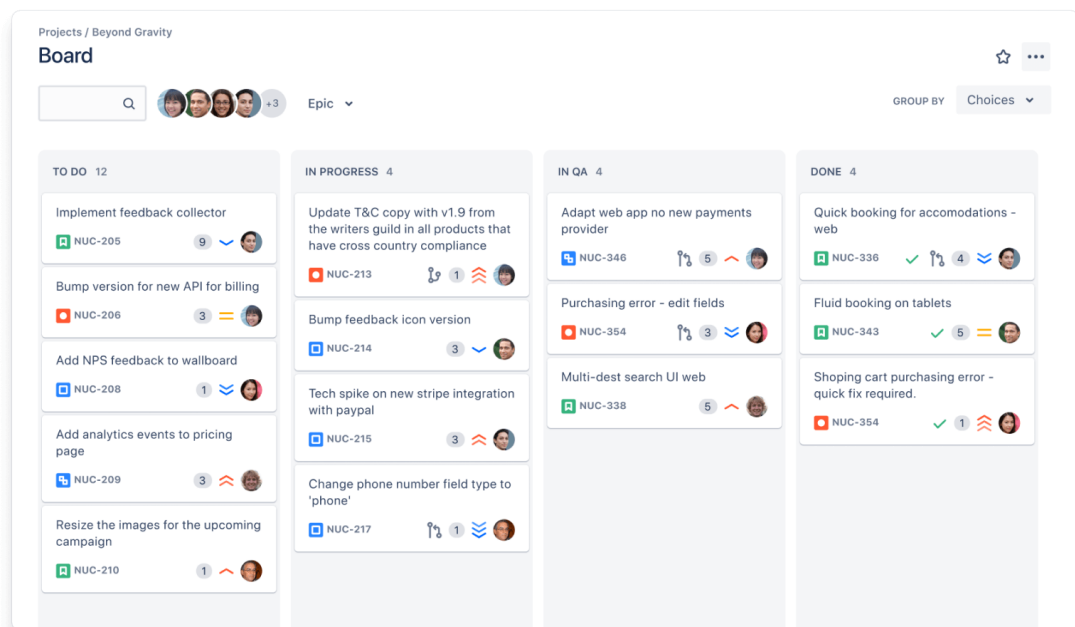 Projects / Beyond Gravity
Board
+3
Epic
GROUP BY
Choices
TO DO 12
Implement feedback collector
NUC-205
9
Bump version for new API for billing
NUC-206
3
Add NPS feedback to wallboard
NUC-208
1
Add analytics events to pricing
page
NUC-209
3
Resize the images for the upcoming
campaign
NUC-210
1
IN PROGRESS 4
Update T&C copy with v1.9 from
the writers guild in all products that
have cross country compliance
NUC-213
1
Bump feedback icon version
NUC-214
3
Tech spike on new stripe integration
with paypal
NUC-215
3
Change phone number field type to
'phone'
NUC-217
1
IN QA 4
Adapt web app no new payments
provider
NUC-346
5
Purchasing error - edit fields
NUC-354
3
Multi-dest search UI web
NUC-338
5
DONE 4
Quick booking for accomodations -
web
NUC-336
4
Fluid booking on tablets
NUC-343
5
Shoping cart purchasing error -
quick fix required.
NUC-354
1